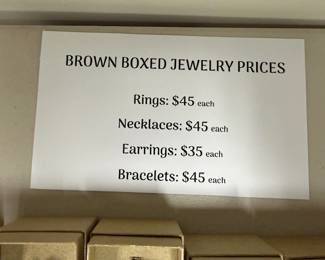 BROWN BOXED JEWELRY PRICES
Rings: $45 each
Necklaces: $45 each
Earrings: $35 each
Bracelets: $45 each